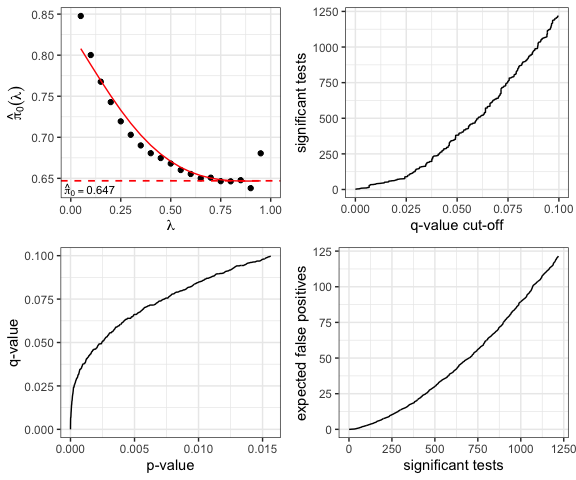 0.85
0.80
0.75
0.70
0.65
π̂₀(λ)
π̂₀ = 0.647
0.00 0.25 0.50 0.75 1.00
λ
1250
1000
750
500
250
0
significant tests
0.000 0.025 0.050 0.075 0.100
q-value cut-off
0.100
0.075
0.050
0.025
0.000
q-value
0.000 0.005 0.010 0.015
p-value
125
100
75
50
25
0
expected false positives
0 250 500 750 1000 1250
significant tests